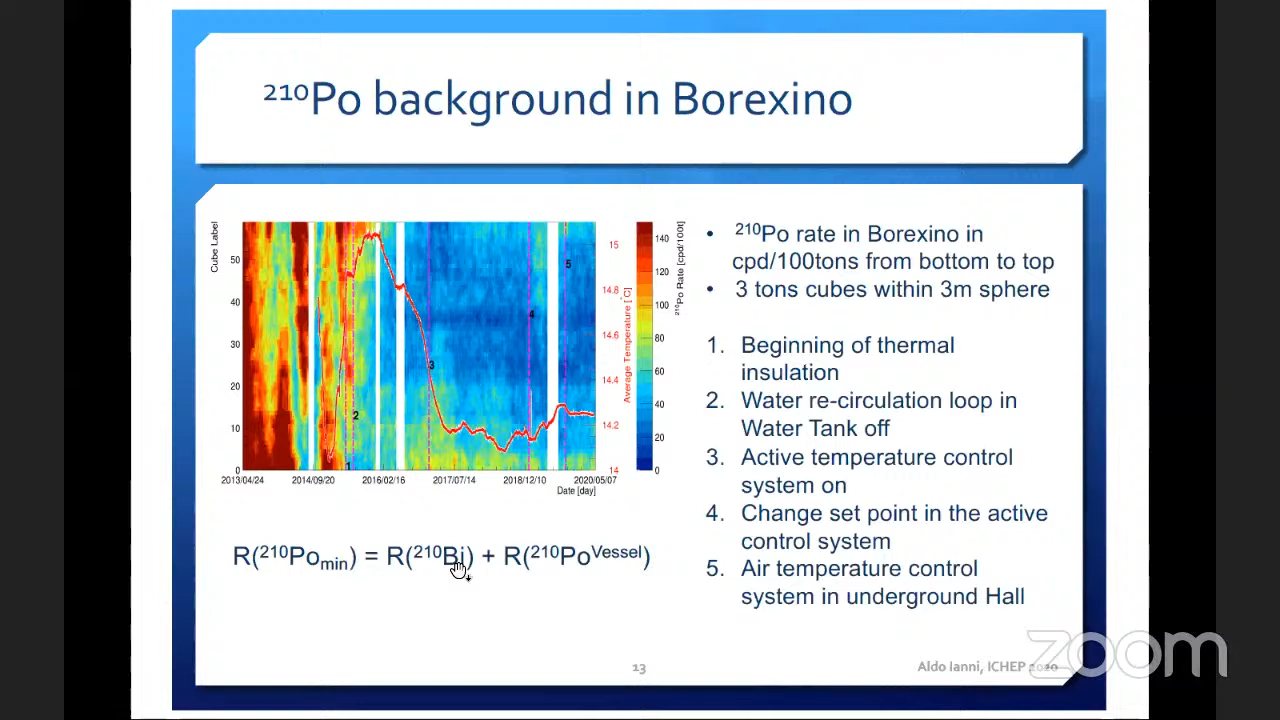 ²¹⁰Po background in Borexino
Cube Label
50
40
30
20
10
0
2013/04/24
2014/09/20
2016/02/16
2017/07/14
2018/12/10
2020/05/07
Date [day]
1
2
3
4
5
15
14.8
14.6
14.4
14.2
14
Average Temperature [°C]
140
120
100
80
60
40
20
0
²¹⁰Po Rate [cpd/100t]
• ²¹⁰Po rate in Borexino in
cpd/100tons from bottom to top
• 3 tons cubes within 3m sphere
1. Beginning of thermal
insulation
2. Water re-circulation loop in
Water Tank off
3. Active temperature control
system on
4. Change set point in the active
control system
5. Air temperature control
system in underground Hall
R(²¹⁰Po_min) = R(²¹⁰Bi) + R(²¹⁰Po^Vessel)
13
Aldo Ianni, ICHEP 2020
zoom